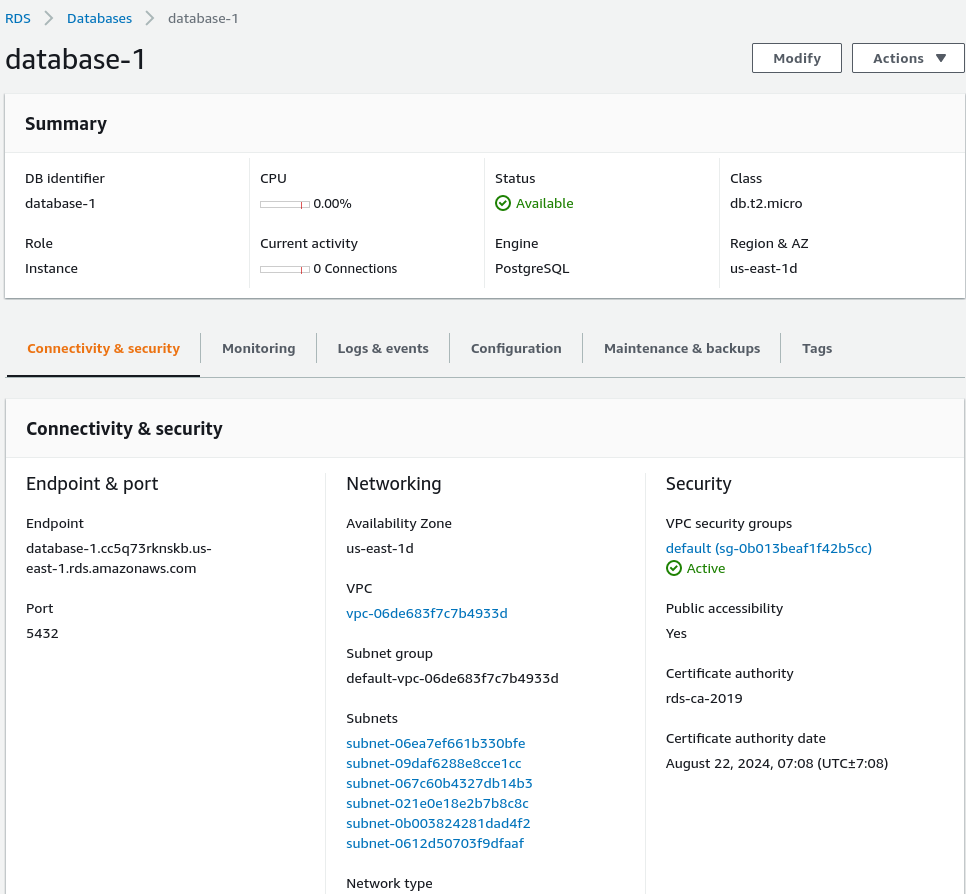 RDS
Databases
database-1
database-1
Modify
Actions
Summary
DB identifier
database-1
CPU
0.00%
Status
Available
Class
db.t2.micro
Role
Instance
Current activity
0 Connections
Engine
PostgreSQL
Region & AZ
us-east-1d
Connectivity & security
Monitoring
Logs & events
Configuration
Maintenance & backups
Tags
Connectivity & security
Endpoint & port
Endpoint
database-1.cc5q73rknskb.us-
east-1.rds.amazonaws.com
Port
5432
Networking
Availability Zone
us-east-1d
VPC
vpc-06de683f7c7b4933d
Subnet group
default-vpc-06de683f7c7b4933d
Subnets
subnet-06ea7ef661b330bfe
subnet-09daf6288e8cce1cc
subnet-067c60b4327db14b3
subnet-021e0e18e2b7b8c8c
subnet-0b003824281dad4f2
subnet-0612d50703f9dfaaf
Network type
Security
VPC security groups
default (sg-0b013beaf1f42b5cc)
Active
Public accessibility
Yes
Certificate authority
rds-ca-2019
Certificate authority date
August 22, 2024, 07:08 (UTC±7:08)